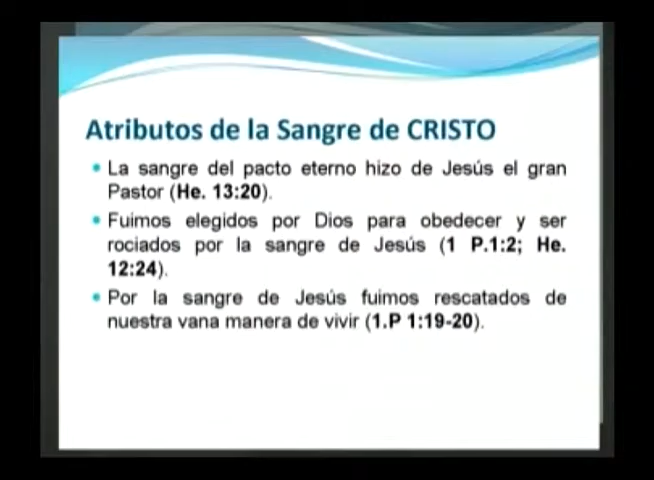 Atributos de la Sangre de CRISTO
• La sangre del pacto eterno hizo de Jesús el gran
Pastor (He. 13:20).
• Fuimos elegidos por Dios para obedecer y ser
rociados por la sangre de Jesús (1 P.1:2; He.
12:24).
• Por la sangre de Jesús fuimos rescatados de
nuestra vana manera de vivir (1.P 1:19-20).